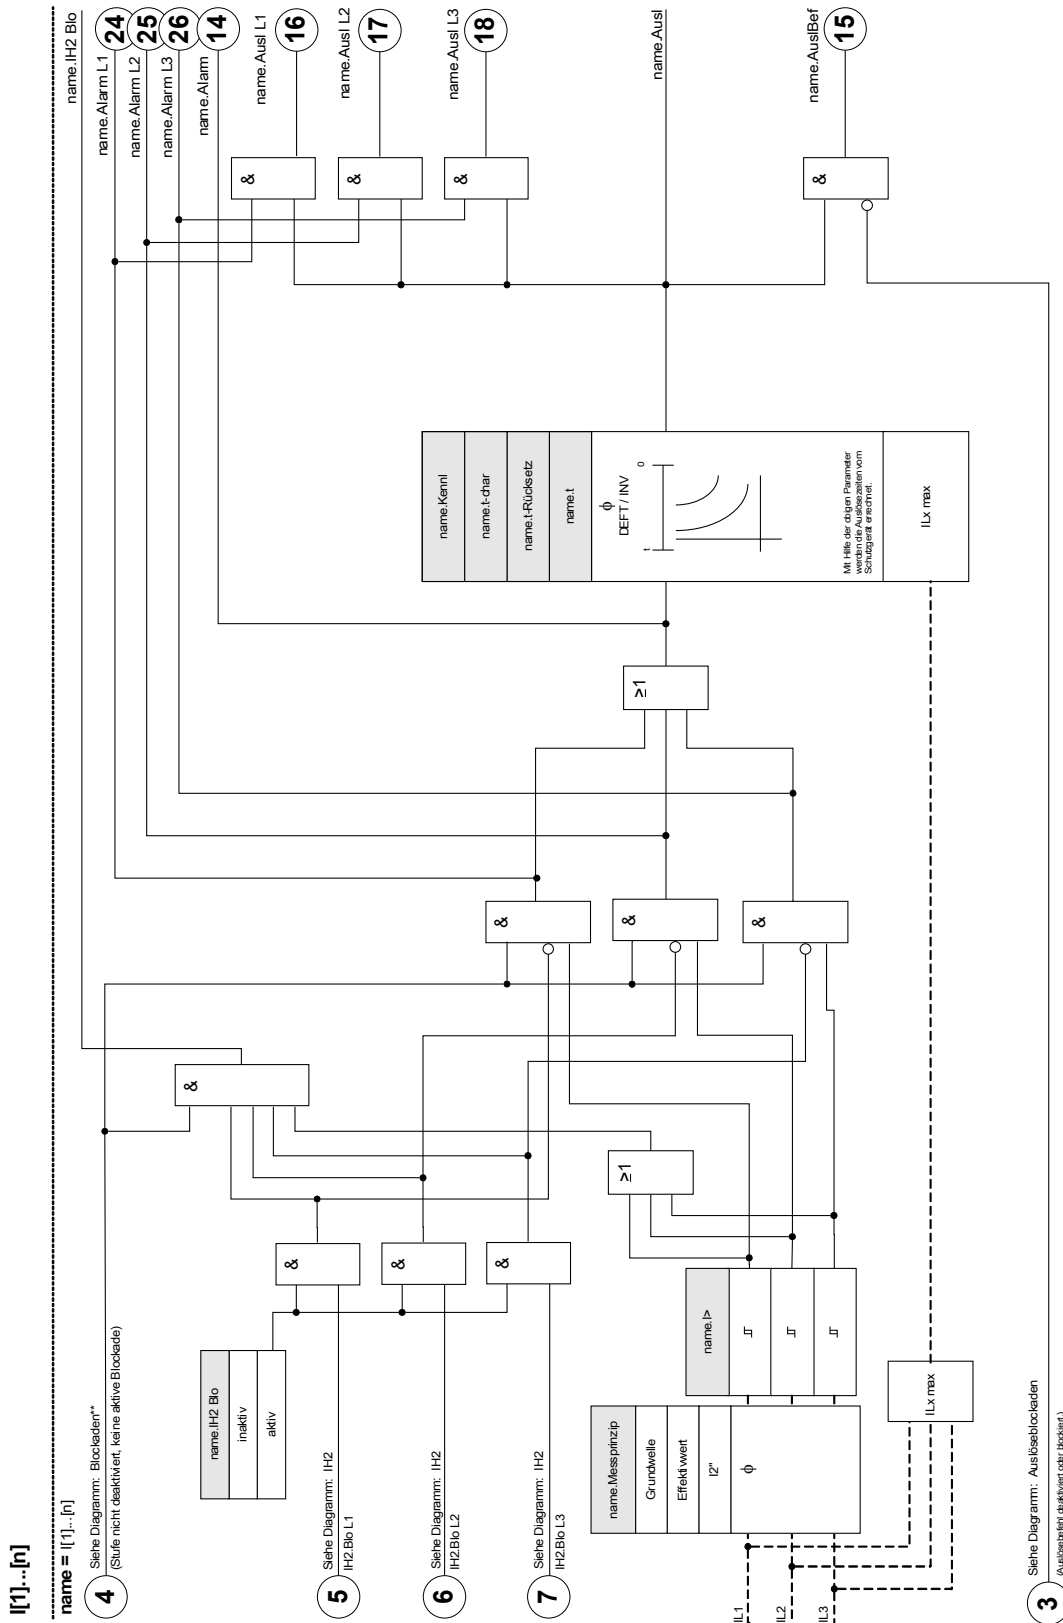 I[1]...[n]
name = I[1]...[n]
4
Siehe Diagramm: Blockaden**
(Stufe nicht deaktiviert, keine aktive Blockade)
name.IH2 Blo
inaktiv
aktiv
5
Siehe Diagramm: IH2
IH2.Blo L1
6
Siehe Diagramm: IH2
IH2.Blo L2
7
Siehe Diagramm: IH2
IH2.Blo L3
&
&
&
&
name.Messprinzip
Grundwelle
Effektivwert
I2"
ϕ
name.I>
IL1
IL2
IL3
≥1
ILx max
3
Siehe Diagramm: Auslöseblockaden
(Auslösebefehl deaktiviert oder blockiert.)
&
&
&
≥1
name.Kennl
name.t-char
name.t-Rücksetz
name.t
ϕ
DEFT / INV
t
0
Mit Hilfe der obigen Parameter
werden die Auslösezeiten vom
Schutzgerät errechnet.
ILx max
&
&
&
&
name.IH2 Blo
name.Alarm L1
24
name.Alarm L2
25
name.Alarm L3
26
name.Alarm
14
name.Ausl L1
16
name.Ausl L2
17
name.Ausl L3
18
name.Ausl
name.AuslBef
15